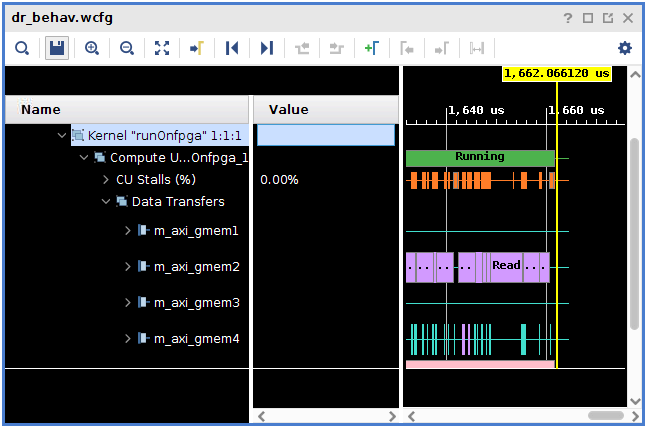 dr_behav.wcfg
1,662.066120 us
Name
Value
1,640 us
1,660 us
Kernel "runOnfpga" 1:1:1
Compute U...Onfpga_1
Running
CU Stalls (%)
0.00%
Data Transfers
m_axi_gmem1
m_axi_gmem2
... ... ... ... Read ... ...
m_axi_gmem3
m_axi_gmem4